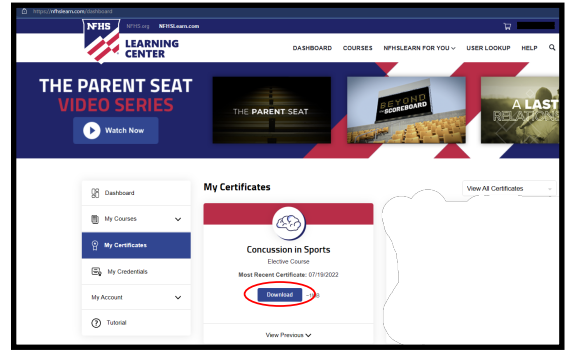 https://nfhslearn.com/dashboard
NFHS NFHS.org NFHSLearn.com
LEARNING
CENTER
DASHBOARD COURSES NFHSLEARN FOR YOU USER LOOKUP HELP
THE PARENT SEAT
VIDEO SERIES
Watch Now
THE PARENT SEAT
BEYOND
THE SCOREBOARD
A LAST
RELATIONS
Dashboard
My Courses
My Certificates
My Credentials
My Account
Tutorial
My Certificates
View All Certificates
Concussion in Sports
Elective Course
Most Recent Certificate: 07/19/2022
Download
View Previous